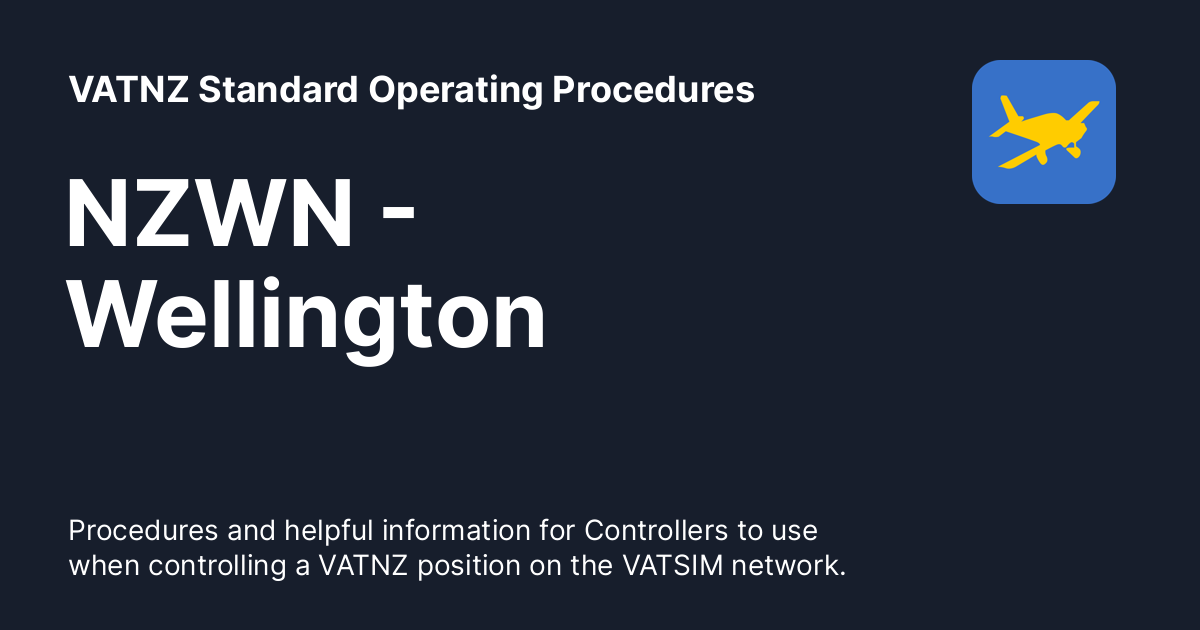 VATNZ Standard Operating Procedures
NZWN -
Wellington
Procedures and helpful information for Controllers to use
when controlling a VATNZ position on the VATSIM network.